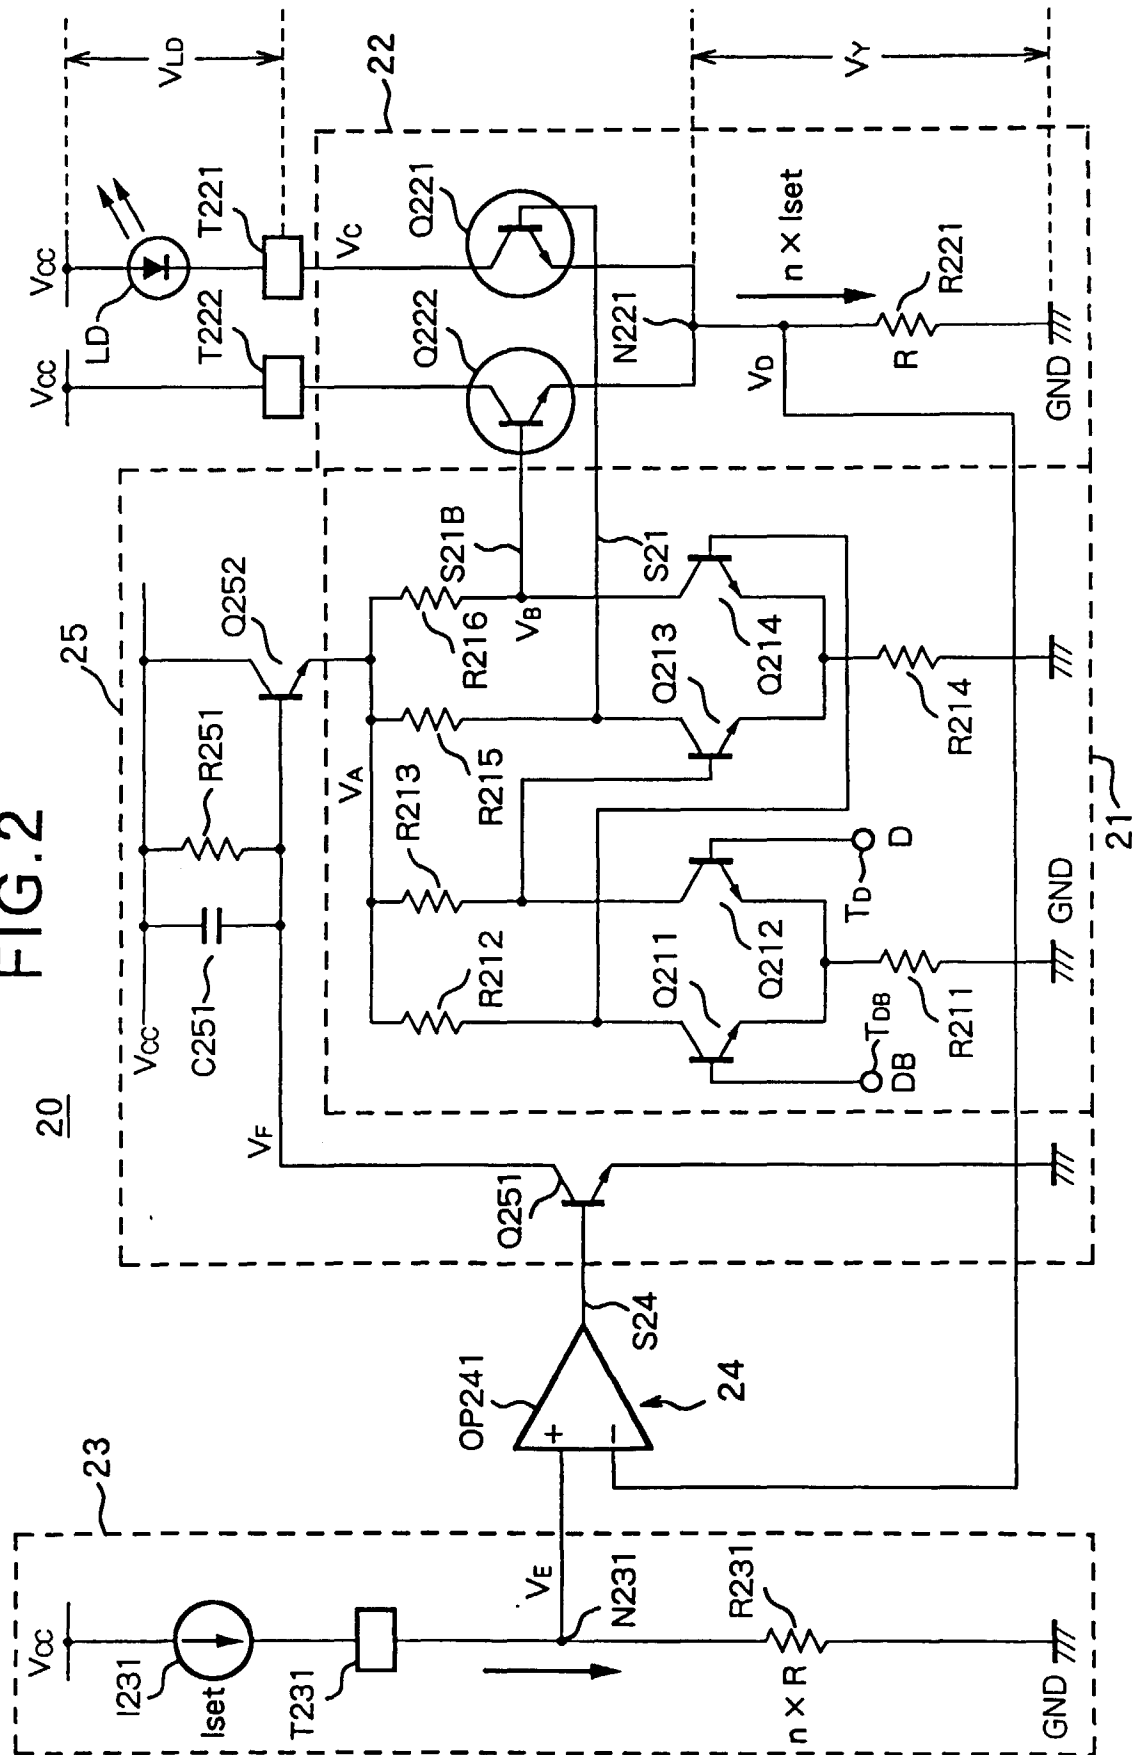 FIG.2
20
23
VCC
I231
Iset
T231
VE
N231
R231
n × R
GND
OP241
+
−
24
S24
25
VCC
C251
R251
Q252
VF
Q251
VA
R212
R213
R215
R216
S21B
VB
S21
Q211
Q212
Q213
Q214
TDB
DB
TD
D
R211
R214
GND
21
22
VCC
VCC
LD
T222
T221
VC
Q222
Q221
N221
VD
n × Iset
R
R221
GND
VLD
VY